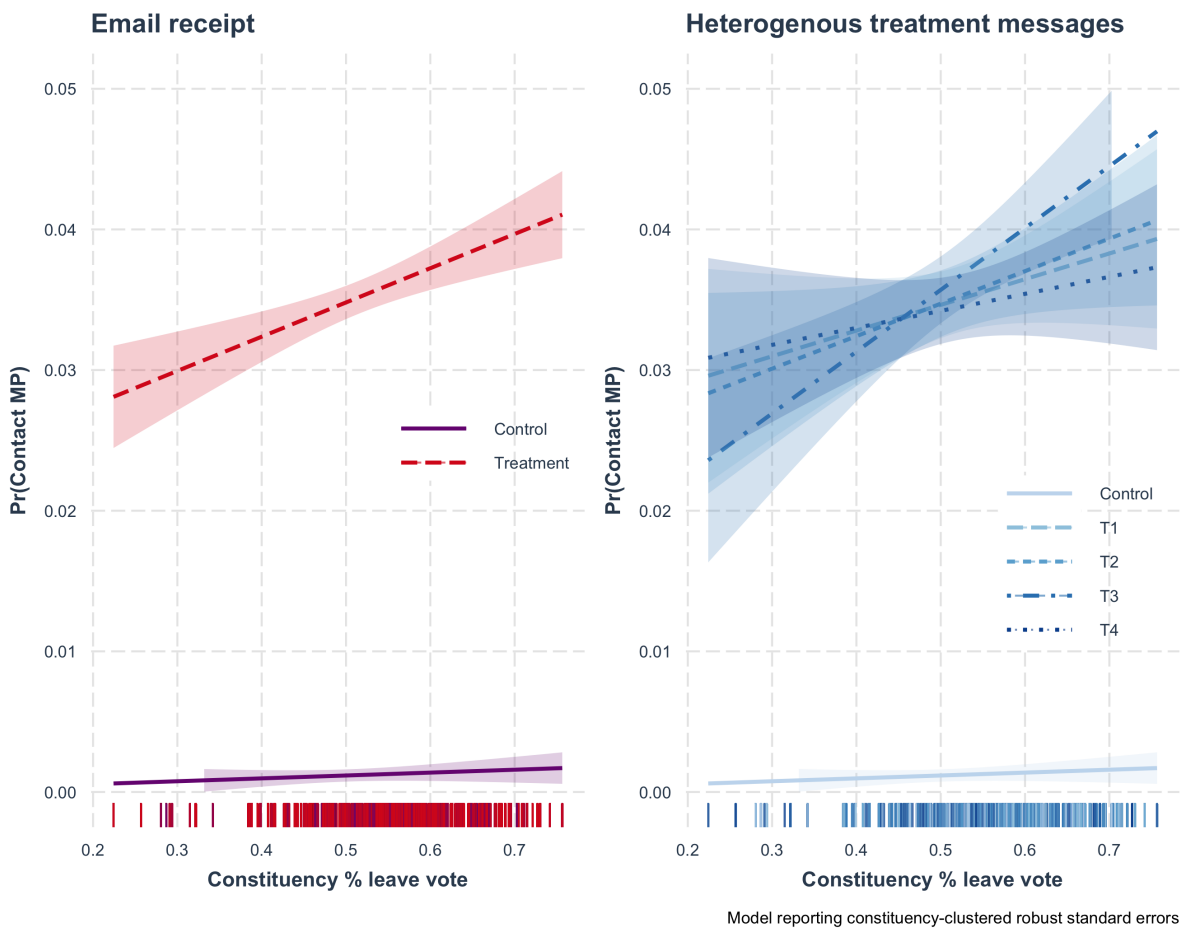 Email receipt
Heterogenous treatment messages
Pr(Contact MP)
0.05
0.04
0.03
0.02
0.01
0.00
Control
Treatment
0.2 0.3 0.4 0.5 0.6 0.7
Constituency % leave vote
Pr(Contact MP)
0.05
0.04
0.03
0.02
0.01
0.00
Control
T1
T2
T3
T4
0.2 0.3 0.4 0.5 0.6 0.7
Constituency % leave vote
Model reporting constituency-clustered robust standard errors